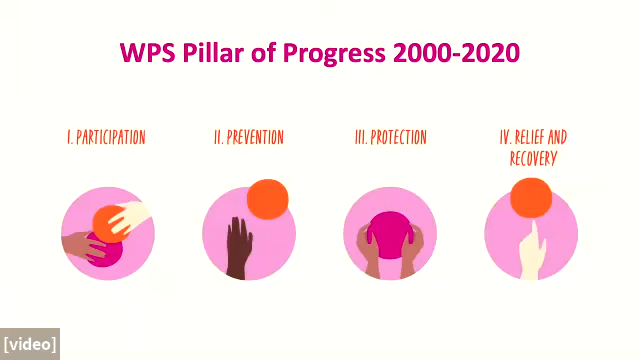 WPS Pillar of Progress 2000-2020
I. PARTICIPATION
II. PREVENTION
III. PROTECTION
IV. RELIEF AND
RECOVERY
[video]